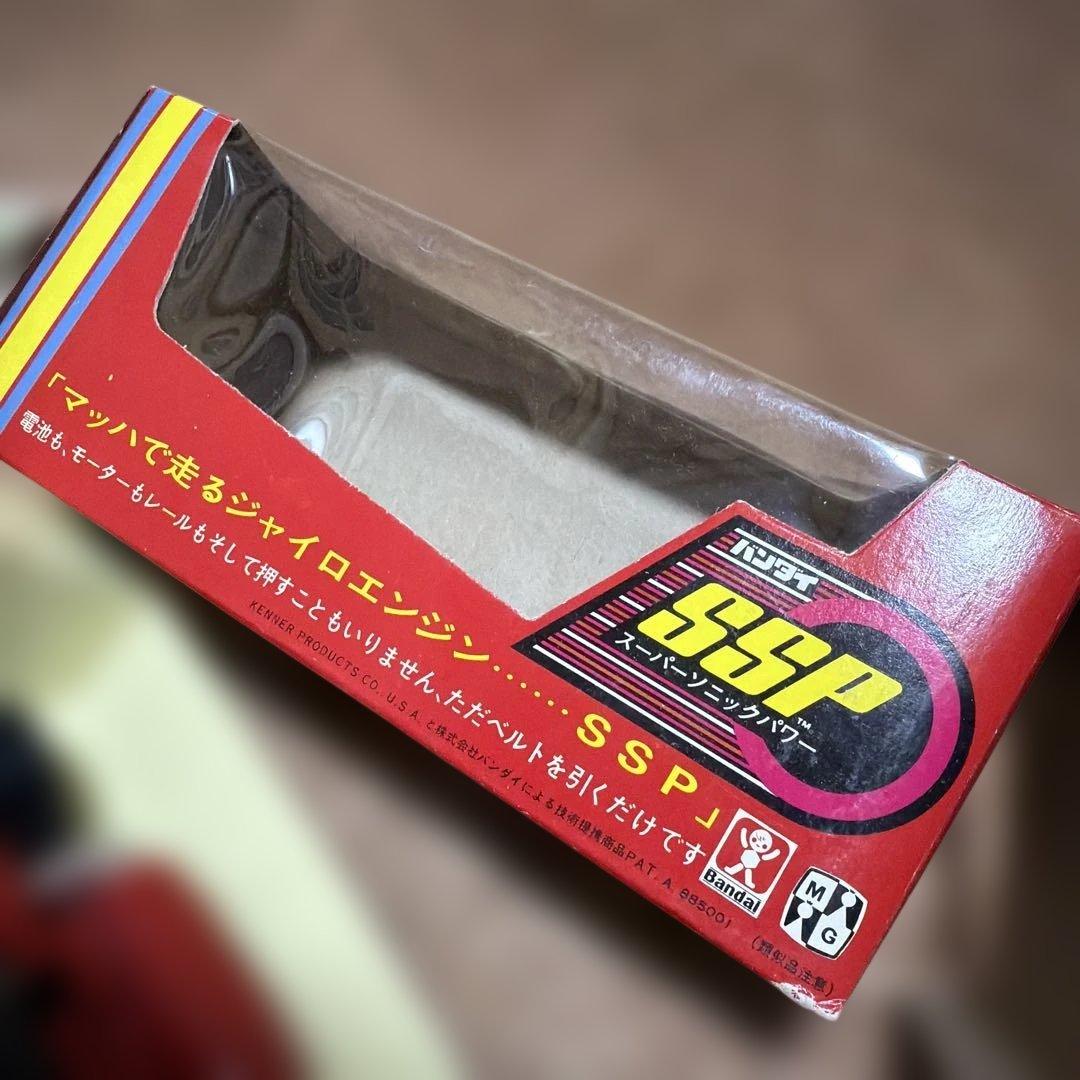 「マッハで走るジャイロエンジン・・・・・SSP」
電池も、モーターもレールもそして押すこともいりません、ただベルトを引くだけです
KENNER PRODUCTS CO., U.S.A. と株式会社バンダイによる技術提携商品PAT. A. 885001
(類似品注意)
バンダイ
SSP
スーパーソニックパワー™
Bandai
M
G